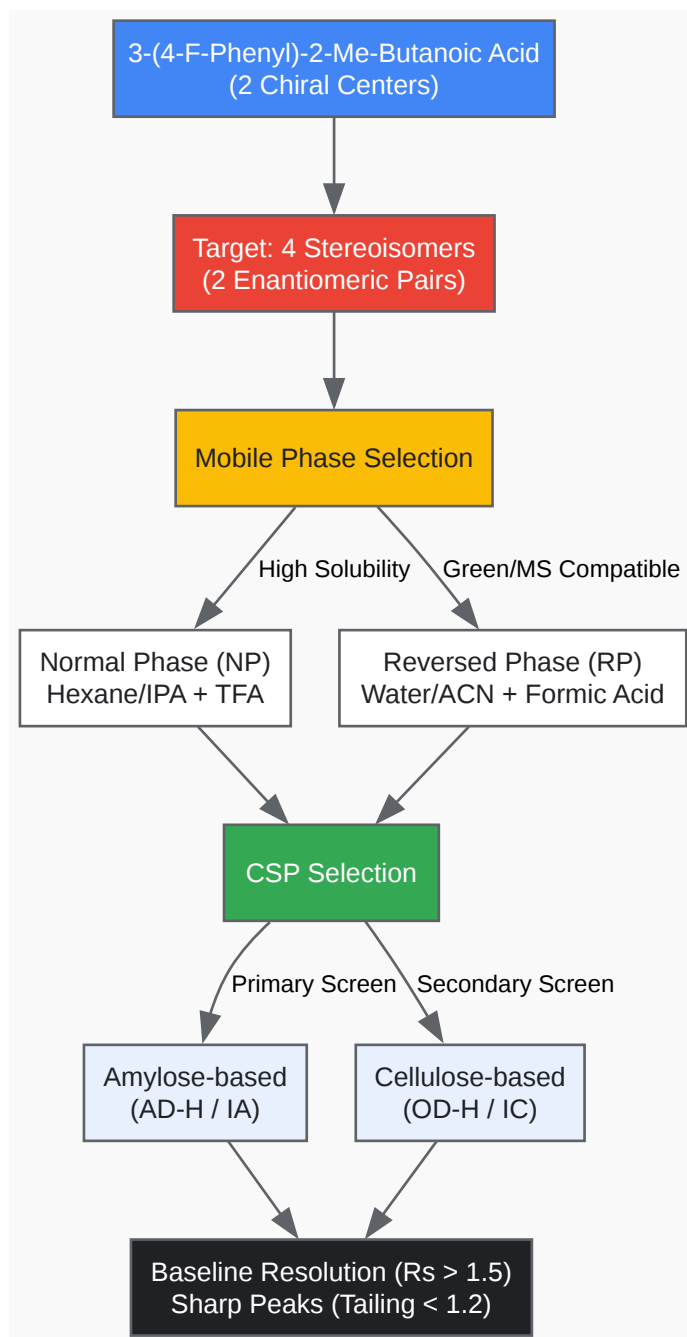 3-(4-F-Phenyl)-2-Me-Butanoic Acid
(2 Chiral Centers)
Target: 4 Stereoisomers
(2 Enantiomeric Pairs)
Mobile Phase Selection
High Solubility
Green/MS Compatible
Normal Phase (NP)
Hexane/IPA + TFA
Reversed Phase (RP)
Water/ACN + Formic Acid
CSP Selection
Primary Screen
Secondary Screen
Amylose-based
(AD-H / IA)
Cellulose-based
(OD-H / IC)
Baseline Resolution (Rs > 1.5)
Sharp Peaks (Tailing < 1.2)